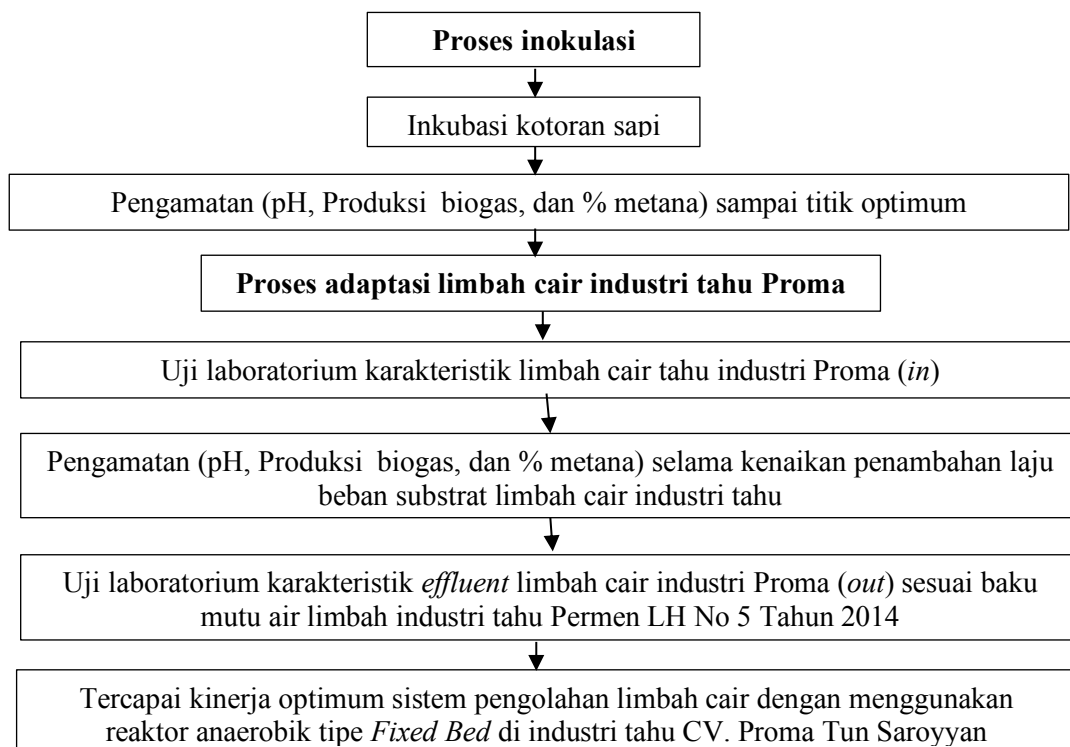 Proses inokulasi
Inkubasi kotoran sapi
Pengamatan (pH, Produksi biogas, dan % metana) sampai titik optimum
Proses adaptasi limbah cair industri tahu Proma
Uji laboratorium karakteristik limbah cair tahu industri Proma (in)
Pengamatan (pH, Produksi biogas, dan % metana) selama kenaikan penambahan laju
beban substrat limbah cair industri tahu
Uji laboratorium karakteristik effluent limbah cair industri Proma (out) sesuai baku
mutu air limbah industri tahu Permen LH No 5 Tahun 2014
Tercapai kinerja optimum sistem pengolahan limbah cair dengan menggunakan
reaktor anaerobik tipe Fixed Bed di industri tahu CV. Proma Tun Saroyyan